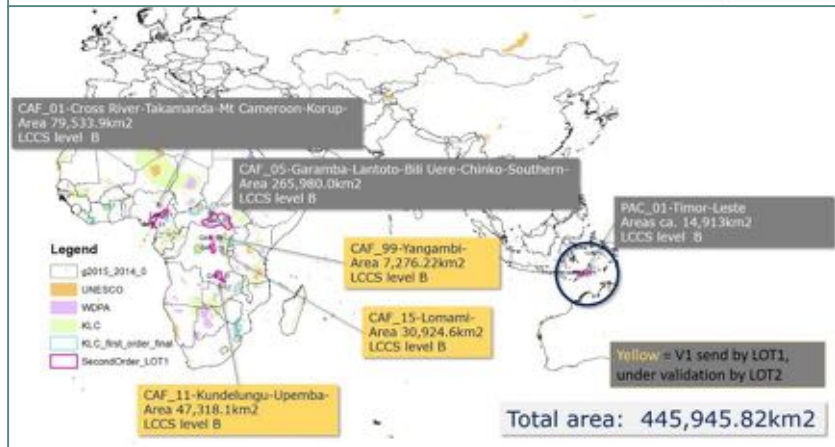 CAF_01-Cross River-Takamanda-Mt Cameroon-Korup-
Area 79,533.9km2
LCCS level B
CAF_05-Garamba-Lantoto-Bili Uere-Chinko-Southern-
Area 265,980.0km2
LCCS level B
PAC_01-Timor-Leste
Areas ca. 14,913km2
LCCS level B
CAF_99-Yangambi-
Area 7,276.22km2
LCCS level B
Legend
g2015_2014_0
UNESCO
WDPA
KLC
KLC_first_order_final
SecondOrder_LOT1
CAF_15-Lomami-
Area 30,924.6km2
LCCS level B
Yellow = V1 send by LOT1,
under validation by LOT2
CAF_11-Kundelungu-Upemba-
Area 47,318.1km2
LCCS level B
Total area: 445,945.82km2